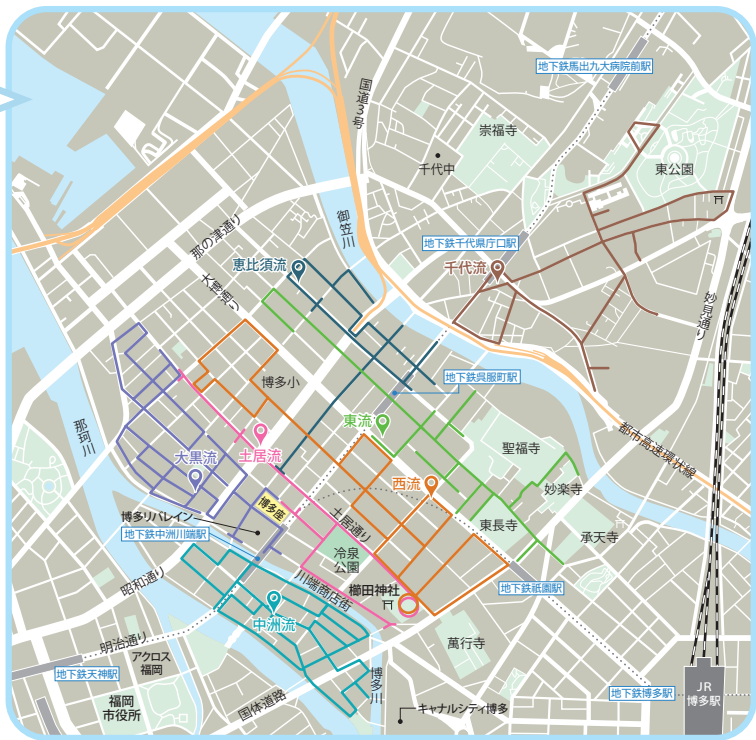 地下鉄馬出九大病院前駅
国道3号
崇福寺
千代中
東公園
御笠川
那の津通り
地下鉄千代県庁口駅
恵比須流
千代流
大博通り
妙見通り
博多小
地下鉄呉服町駅
那珂川
東流
都市高速環状線
土居流
聖福寺
大黒流
西流
妙楽寺
博多座
博多リバレイン
土居通り
東長寺
承天寺
地下鉄中洲川端駅
冷泉
公園
昭和通り
川端商店街
櫛田神社
地下鉄祇園駅
中洲流
明治通り
萬行寺
アクロス
福岡
地下鉄天神駅
博多川
地下鉄博多駅
JR
博多駅
福岡
市役所
国体道路
キャナルシティ博多